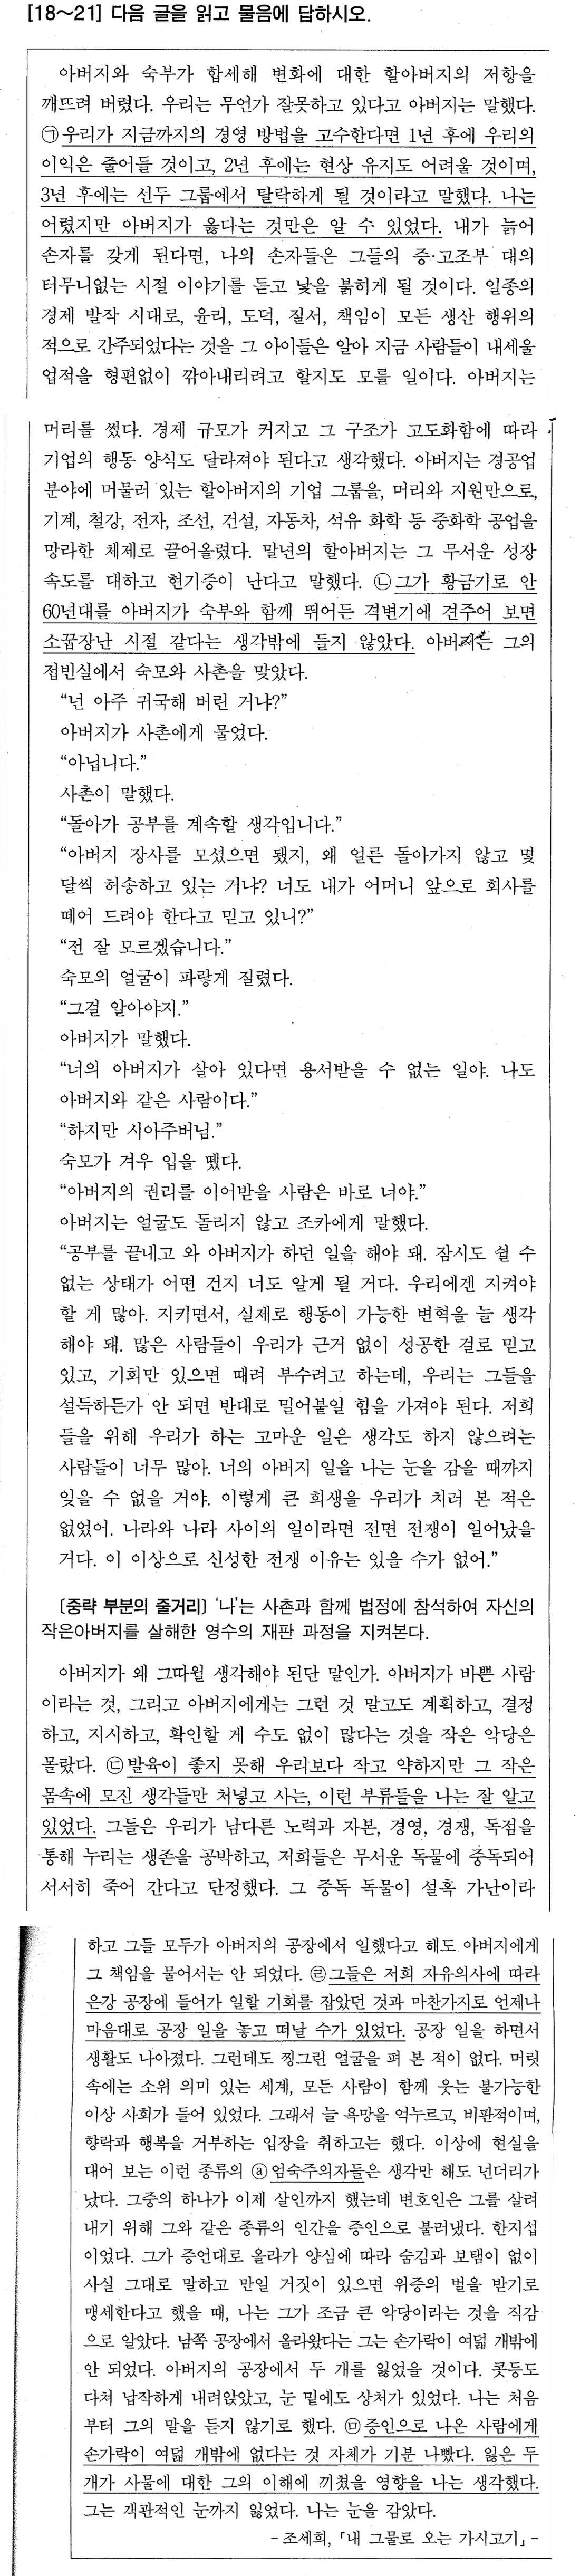 [18～21] 다음 글을 읽고 물음에 답하시오.
아버지와 숙부가 합세해 변화에 대한 할아버지의 저항을
깨뜨려 버렸다. 우리는 무언가 잘못하고 있다고 아버지는 말했다.
㉠우리가 지금까지의 경영 방법을 고수한다면 1년 후에 우리의
이익은 줄어들 것이고, 2년 후에는 현상 유지도 어려울 것이며,
3년 후에는 선두 그룹에서 탈락하게 될 것이라고 말했다. 나는
어렸지만 아버지가 옳다는 것만은 알 수 있었다. 내가 늙어
손자를 갖게 된다면, 나의 손자들은 그들의 증·고조부 대의
터무니없는 시절 이야기를 듣고 낯을 붉히게 될 것이다. 일종의
경제 발작 시대로, 윤리, 도덕, 질서, 책임이 모든 생산 행위의
적으로 간주되었다는 것을 그 아이들은 알아 지금 사람들이 내세울
업적을 형편없이 깎아내리려고 할지도 모를 일이다. 아버지는
머리를 썼다. 경제 규모가 커지고 그 구조가 고도화함에 따라
기업의 행동 양식도 달라져야 된다고 생각했다. 아버지는 경공업
분야에 머물러 있는 할아버지의 기업 그룹을, 머리와 지원만으로,
기계, 철강, 전자, 조선, 건설, 자동차, 석유 화학 등 중화학 공업을
망라한 체제로 끌어올렸다. 말년의 할아버지는 그 무서운 성장
속도를 대하고 현기증이 난다고 말했다. ㉡그가 황금기로 안
60년대를 아버지가 숙부와 함께 뛰어든 격변기에 견주어 보면
소꿉장난 시절 같다는 생각밖에 들지 않았다. 아버지는 그의
접빈실에서 숙모와 사촌을 맞았다.
“넌 아주 귀국해 버린 거냐?”
아버지가 사촌에게 물었다.
“아닙니다.”
사촌이 말했다.
“돌아가 공부를 계속할 생각입니다.”
“아버지 장사를 모셨으면 됐지, 왜 얼른 돌아가지 않고 몇
달씩 허송하고 있는 거냐? 너도 내가 어머니 앞으로 회사를
떼어 드려야 한다고 믿고 있니?”
“전 잘 모르겠습니다.”
숙모의 얼굴이 파랗게 질렸다.
“그걸 알아야지.”
아버지가 말했다.
“너의 아버지가 살아 있다면 용서받을 수 없는 일야. 나도
아버지와 같은 사람이다.”
“하지만 시아주버님.”
숙모가 겨우 입을 뗐다.
“아버지의 권리를 이어받을 사람은 바로 너야.”
아버지는 얼굴도 돌리지 않고 조카에게 말했다.
“공부를 끝내고 와 아버지가 하던 일을 해야 돼. 잠시도 쉴 수
없는 상태가 어떤 건지 너도 알게 될 거다. 우리에겐 지켜야
할 게 많아. 지키면서, 실제로 행동이 가능한 변혁을 늘 생각
해야 돼. 많은 사람들이 우리가 근거 없이 성공한 걸로 믿고
있고, 기회만 있으면 때려 부수려고 하는데, 우리는 그들을
설득하든가 안 되면 반대로 밀어붙일 힘을 가져야 된다. 저희
들을 위해 우리가 하는 고마운 일은 생각도 하지 않으려는
사람들이 너무 많아. 너의 아버지 일을 나는 눈을 감을 때까지
잊을 수 없을 거야. 이렇게 큰 희생을 우리가 치러 본 적은
없었어. 나라와 나라 사이의 일이라면 전면 전쟁이 일어났을
거다. 이 이상으로 신성한 전쟁 이유는 있을 수가 없어.”
〔중략 부분의 줄거리〕 ‘나’는 사촌과 함께 법정에 참석하여 자신의
작은아버지를 살해한 영수의 재판 과정을 지켜본다.
아버지가 왜 그따윌 생각해야 된단 말인가. 아버지가 바쁜 사람
이라는 것, 그리고 아버지에게는 그런 것 말고도 계획하고, 결정
하고, 지시하고, 확인할 게 수도 없이 많다는 것을 작은 악당은
몰랐다. ㉢발육이 좋지 못해 우리보다 작고 약하지만 그 작은
몸속에 모진 생각들만 처넣고 사는, 이런 부류들을 나는 잘 알고
있었다. 그들은 우리가 남다른 노력과 자본, 경영, 경쟁, 독점을
통해 누리는 생존을 공박하고, 저희들은 무서운 독물에 중독되어
서서히 죽어 간다고 단정했다. 그 중독 독물이 설혹 가난이라
하고 그들 모두가 아버지의 공장에서 일했다고 해도 아버지에게
그 책임을 물어서는 안 되었다. ㉣그들은 저희 자유의사에 따라
은강 공장에 들어가 일할 기회를 잡았던 것과 마찬가지로 언제나
마음대로 공장 일을 놓고 떠날 수가 있었다. 공장 일을 하면서
생활도 나아졌다. 그런데도 찡그린 얼굴을 펴 본 적이 없다. 머릿
속에는 소위 의미 있는 세계, 모든 사람이 함께 웃는 불가능한
이상 사회가 들어 있었다. 그래서 늘 욕망을 억누르고, 비판적이며,
향락과 행복을 거부하는 입장을 취하고는 했다. 이상에 현실을
대어 보는 이런 종류의 ⓐ엄숙주의자들은 생각만 해도 넌더리가
났다. 그중의 하나가 이제 살인까지 했는데 변호인은 그를 살려
내기 위해 그와 같은 종류의 인간을 증인으로 불러냈다. 한지섭
이었다. 그가 증언대로 올라가 양심에 따라 숨김과 보탬이 없이
사실 그대로 말하고 만일 거짓이 있으면 위증의 벌을 받기로
맹세한다고 했을 때, 나는 그가 조금 큰 악당이라는 것을 직감
으로 알았다. 남쪽 공장에서 올라왔다는 그는 손가락이 여덟 개밖에
안 되었다. 아버지의 공장에서 두 개를 잃었을 것이다. 콧등도
다쳐 납작하게 내려앉았고, 눈 밑에도 상처가 있었다. 나는 처음
부터 그의 말을 듣지 않기로 했다. ㉤증인으로 나온 사람에게
손가락이 여덟 개밖에 없다는 것 자체가 기분 나빴다. 잃은 두
개가 사물에 대한 그의 이해에 끼쳤을 영향을 나는 생각했다.
그는 객관적인 눈까지 잃었다. 나는 눈을 감았다.
- 조세희, 「내 그물로 오는 가시고기」 -